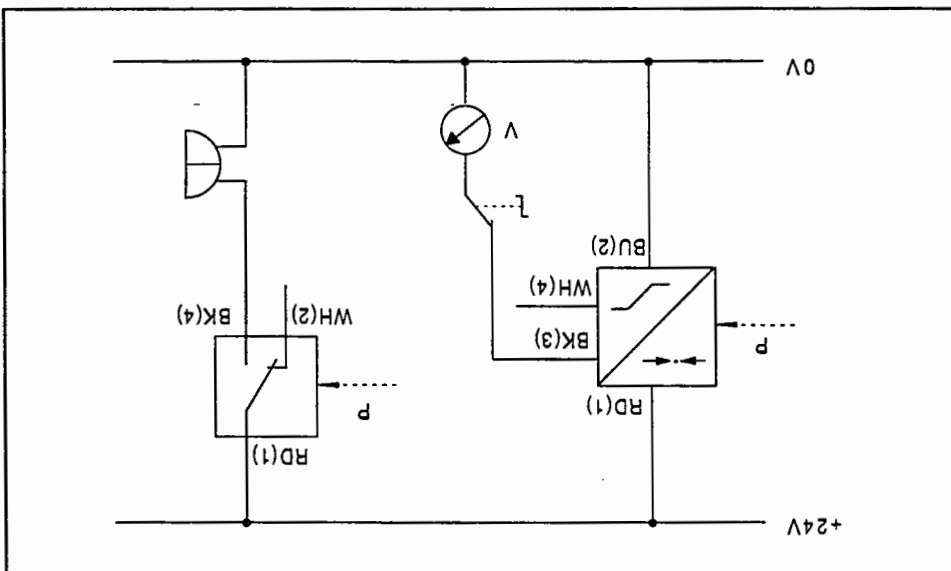 +24V
RD(1)
RD(1)
P
P
BK(3)
WH(4)
BK(4)
WH(2)
BU(2)
V
0V